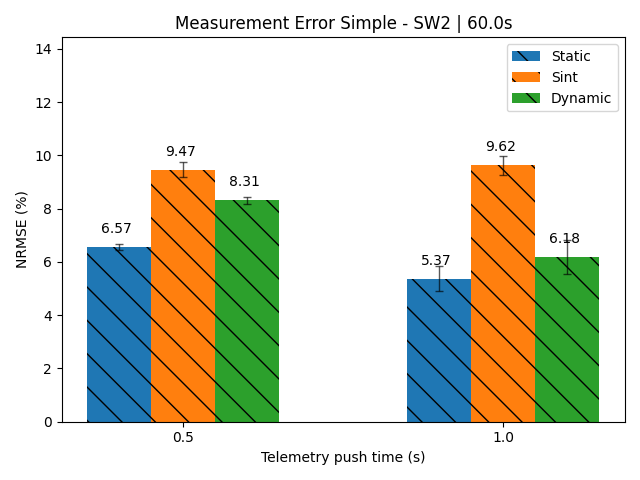 Measurement Error Simple - SW2 | 60.0s
NRMSE (%)
14
12
10
8
6
4
2
0
Static
Sint
Dynamic
6.57
9.47
8.31
5.37
9.62
6.18
0.5
1.0
Telemetry push time (s)